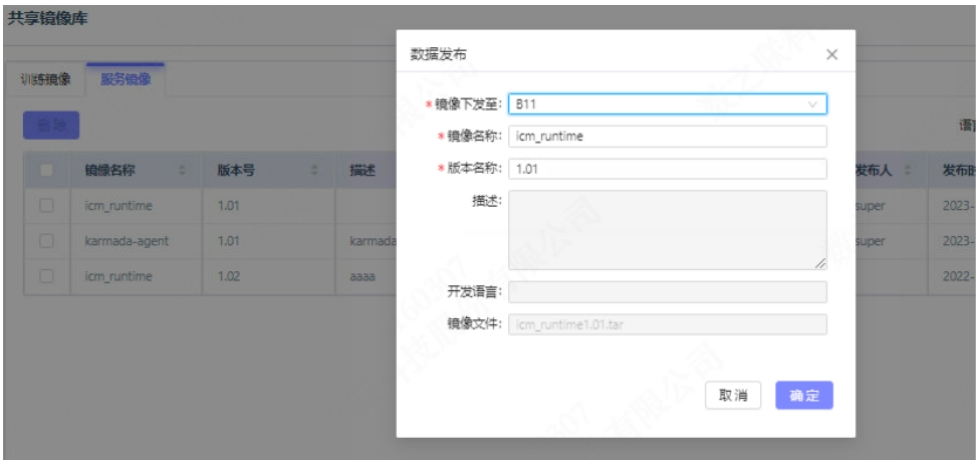 共享镜像库
数据发布
训练镜像 服务镜像
*镜像下发至: B11
删除
*镜像名称: icm_runtime
镜像名称 版本号 描述 发布人
*版本名称: 1.01
描述:
icm_runtime 1.01 super 2023-
karmada-agent 1.01 karmada super 2023-
icm_runtime 1.02 aaaa 2022-
开发语言:
镜像文件: icm_runtime1.01.tar
取消 确定